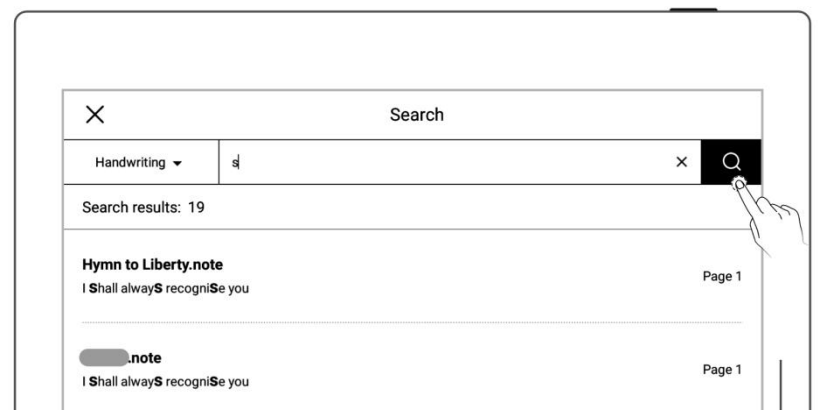 Search
Handwriting
s
Search results: 19
Hymn to Liberty.note
Page 1
I Shall alwayS recogniSe you
.note
Page 1
I Shall alwayS recogniSe you